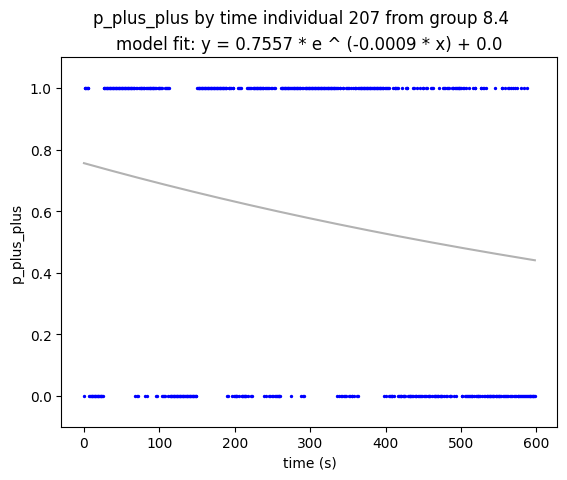 p_plus_plus by time individual 207 from group 8.4
model fit: y = 0.7557 * e ^ (-0.0009 * x) + 0.0
1.0
0.8
0.6
0.4
0.2
0.0
p_plus_plus
0 100 200 300 400 500 600
time (s)